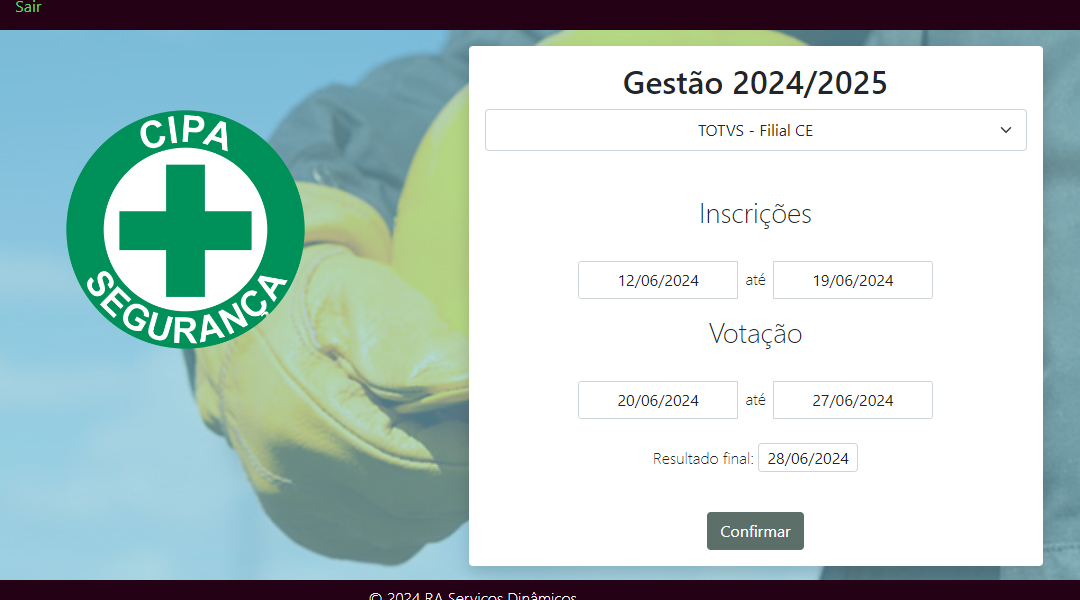 Sair
CIPA
SEGURANÇA
Gestão 2024/2025
TOTVS - Filial CE
Inscrições
12/06/2024 até 19/06/2024
Votação
20/06/2024 até 27/06/2024
Resultado final: 28/06/2024
Confirmar
© 2024 RA Serviços Dinâmicos